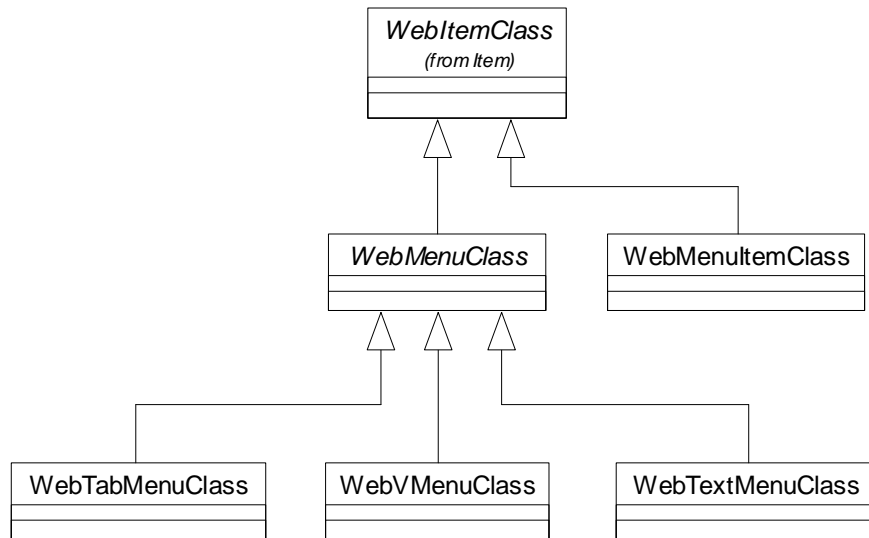 WebItemClass
(from Item)
WebMenuClass
WebMenuItemClass
WebTabMenuClass
WebVMenuClass
WebTextMenuClass